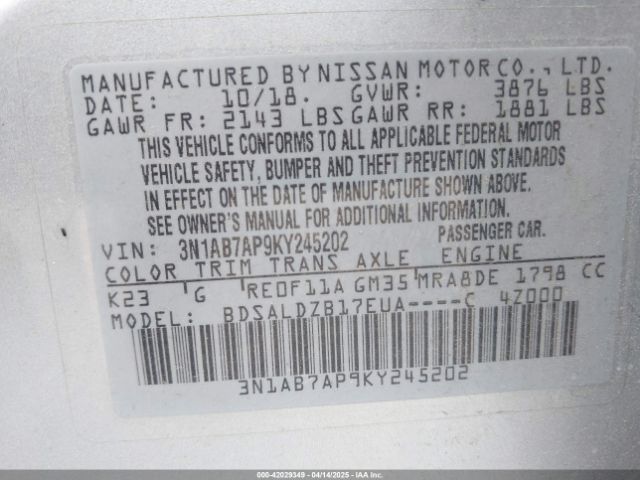 MANUFACTURED BY NISSAN MOTOR CO., LTD.
DATE: 10/18. GVWR: 3876 LBS
GAWR FR: 2143 LBS GAWR RR: 1881 LBS
THIS VEHICLE CONFORMS TO ALL APPLICABLE FEDERAL MOTOR
VEHICLE SAFETY, BUMPER AND THEFT PREVENTION STANDARDS
IN EFFECT ON THE DATE OF MANUFACTURE SHOWN ABOVE.
SEE OWNER'S MANUAL FOR ADDITIONAL INFORMATION.
VIN: 3N1AB7AP9KY245202 PASSENGER CAR.
COLOR TRIM TRANS AXLE ENGINE
K23 G RE0F11A GM35 MRA8DE 1798 CC
MODEL: BDSALDZB17EUA----C 4Z000
3N1AB7AP9KY245202
000-42029349 - 04/14/2025 - IAA Inc.